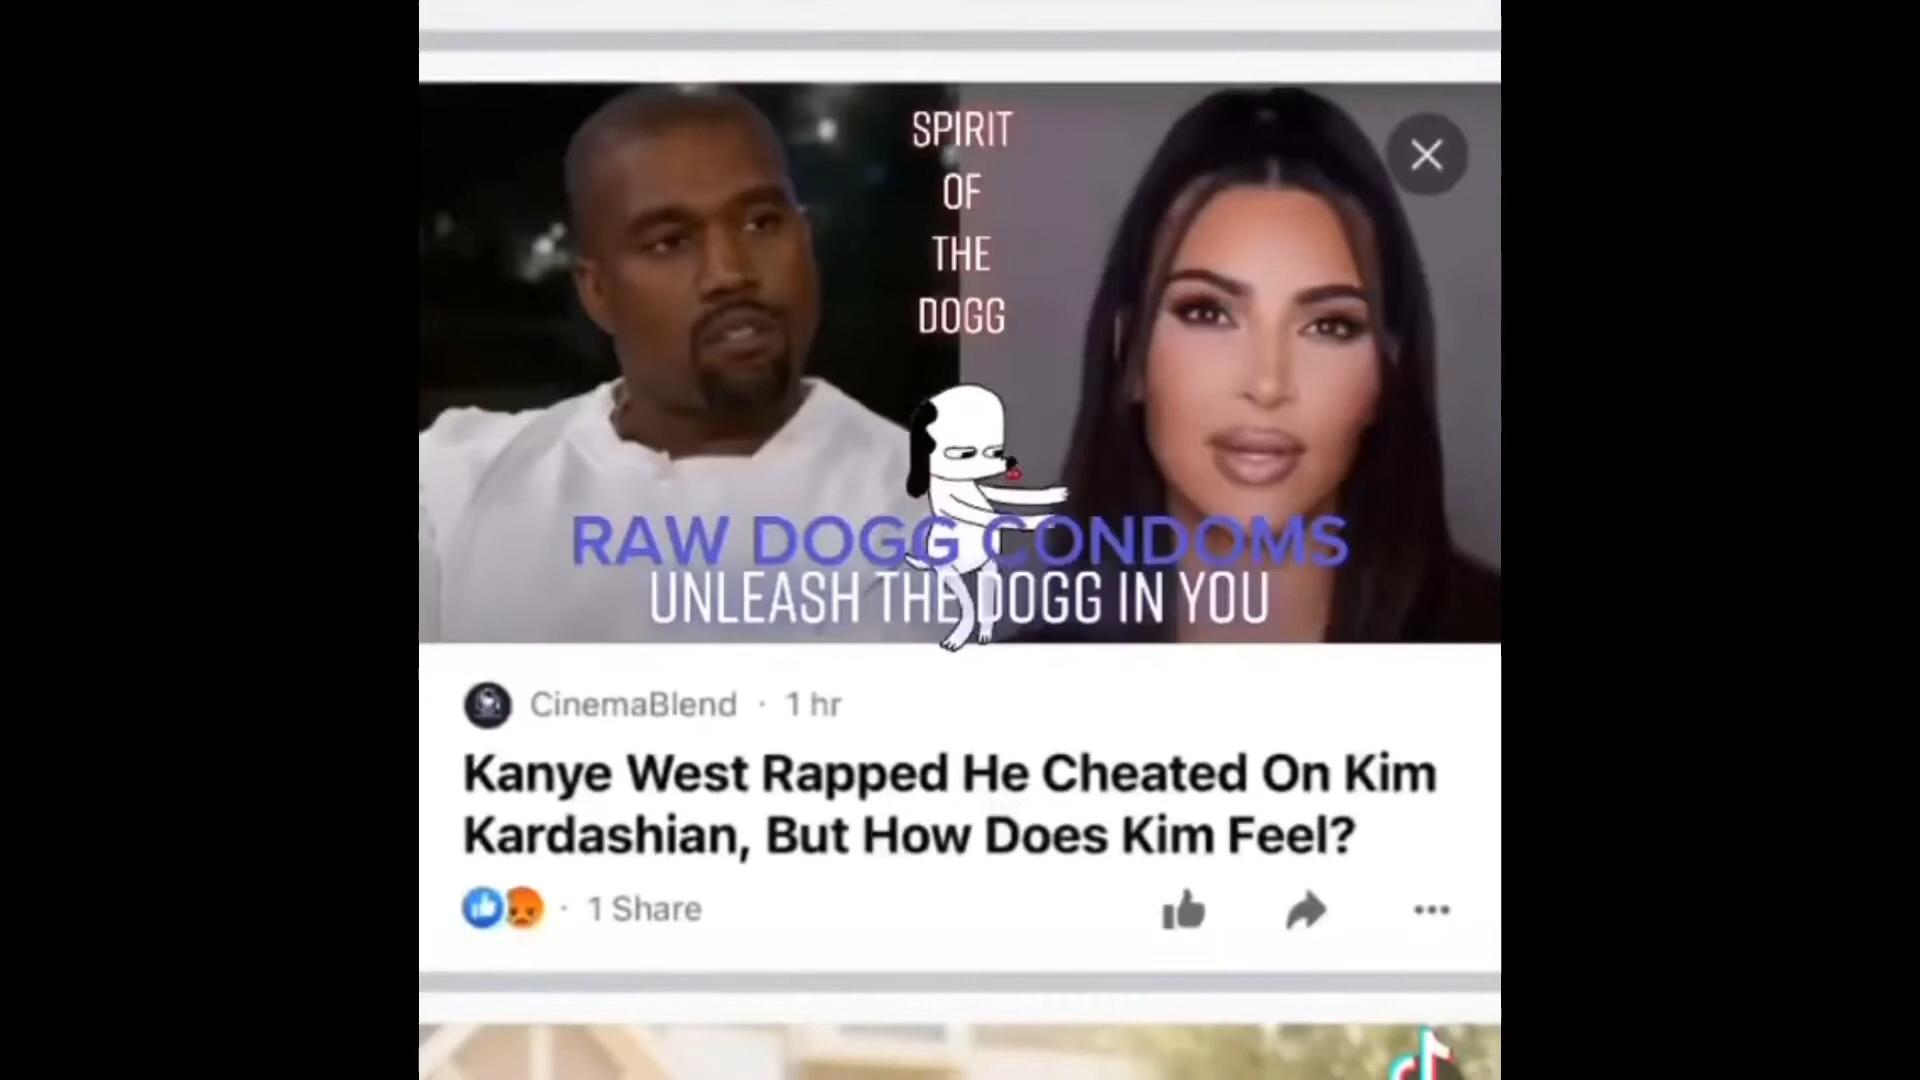 SPIRIT
OF
THE
DOGG
RAW DOGG CONDOMS
UNLEASH THE DOGG IN YOU
CinemaBlend · 1 hr
Kanye West Rapped He Cheated On Kim
Kardashian, But How Does Kim Feel?
· 1 Share